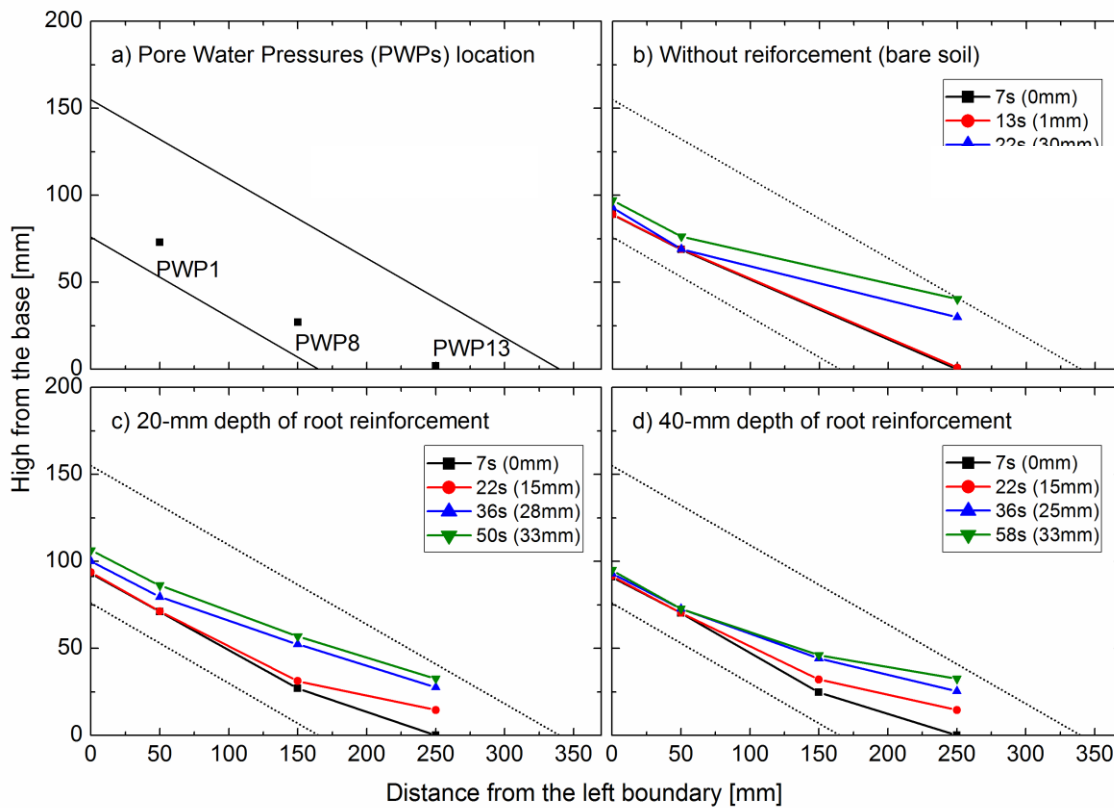 High from the base [mm]
200
150
100
50
0
a) Pore Water Pressures (PWPs) location
PWP1
PWP8
PWP13
b) Without reiforcement (bare soil)
7s (0mm)
13s (1mm)
22s (30mm)
200
150
100
50
0
c) 20-mm depth of root reinforcement
7s (0mm)
22s (15mm)
36s (28mm)
50s (33mm)
0 50 100 150 200 250 300 350
d) 40-mm depth of root reinforcement
7s (0mm)
22s (15mm)
36s (25mm)
58s (33mm)
0 50 100 150 200 250 300 350
Distance from the left boundary [mm]